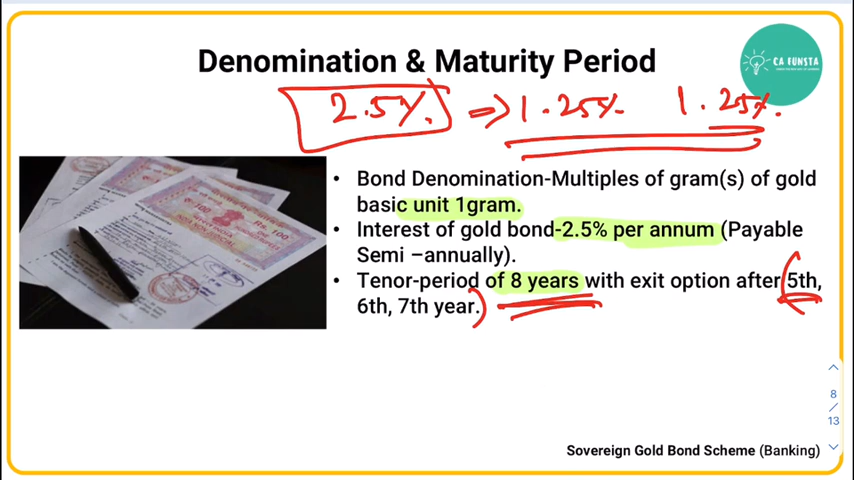 Denomination & Maturity Period
CA FUNSTA
2.5%. ⇒ 1.25%. 1.25%.
• Bond Denomination-Multiples of gram(s) of gold
basic unit 1gram.
• Interest of gold bond-2.5% per annum (Payable
Semi –annually).
• Tenor-period of 8 years with exit option after 5th,
6th, 7th year.
Rs. 100
8
/
13
Sovereign Gold Bond Scheme (Banking)